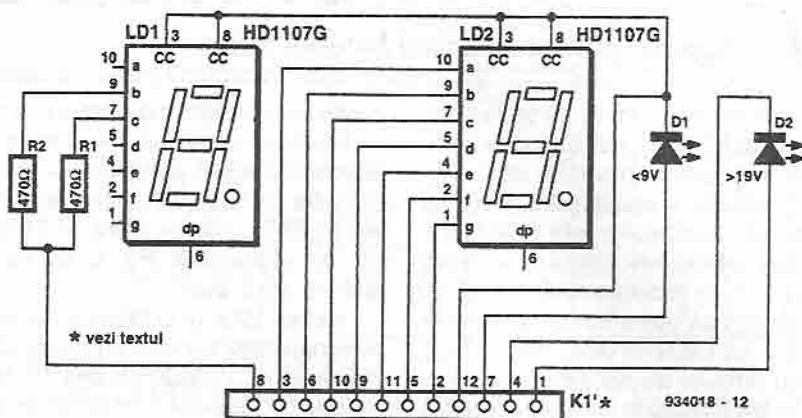 LD1 HD1107G LD2 HD1107G
3 8 3 8
CC CC CC CC
10 a 10 a
9 b 9 b
7 c 7 c
5 d 5 d
4 e 4 e
2 f 2 f
1 g 1 g
dp dp
6 6
R2 R1
470Ω 470Ω
D1 D2
<9V >19V
* vezi textul
8 3 6 10 9 11 5 2 12 7 4 1
K1'*
934018 - 12